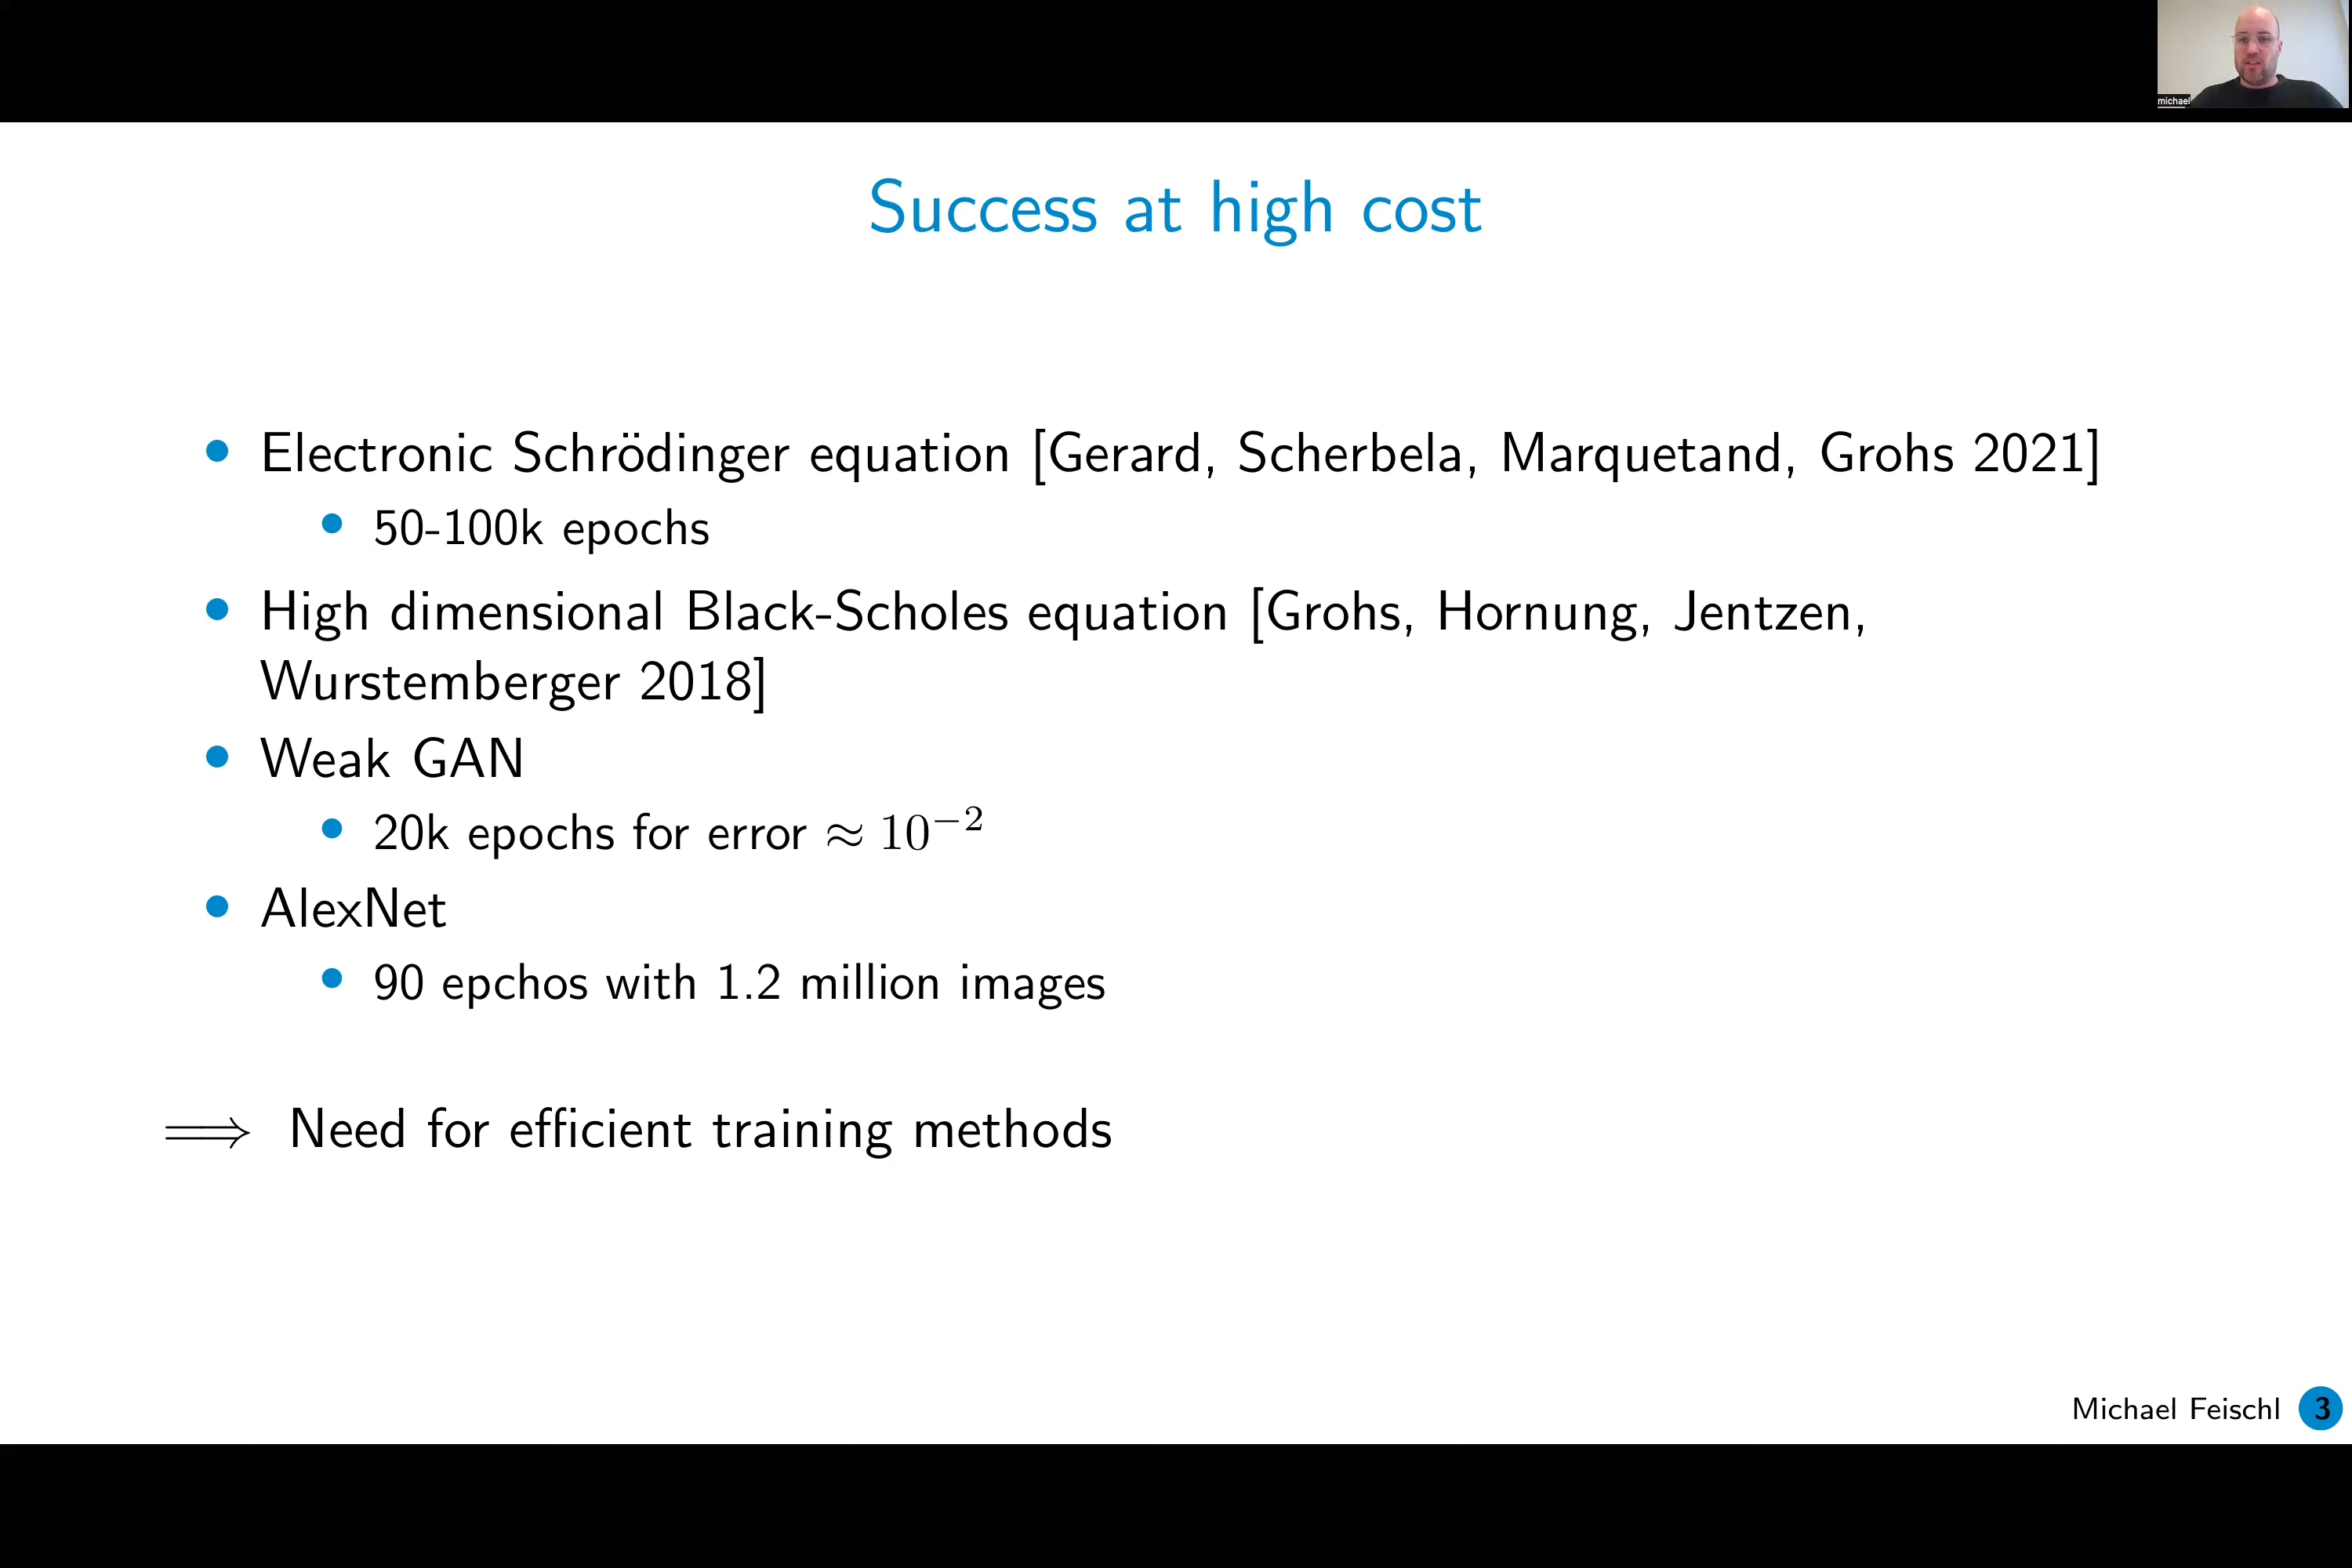 michael
Success at high cost
• Electronic Schrödinger equation [Gerard, Scherbela, Marquetand, Grohs 2021]
• 50-100k epochs
• High dimensional Black-Scholes equation [Grohs, Hornung, Jentzen,
Wurstemberger 2018]
• Weak GAN
• 20k epochs for error ≈ 10⁻²
• AlexNet
• 90 epchos with 1.2 million images
⟹ Need for efficient training methods
Michael Feischl 3